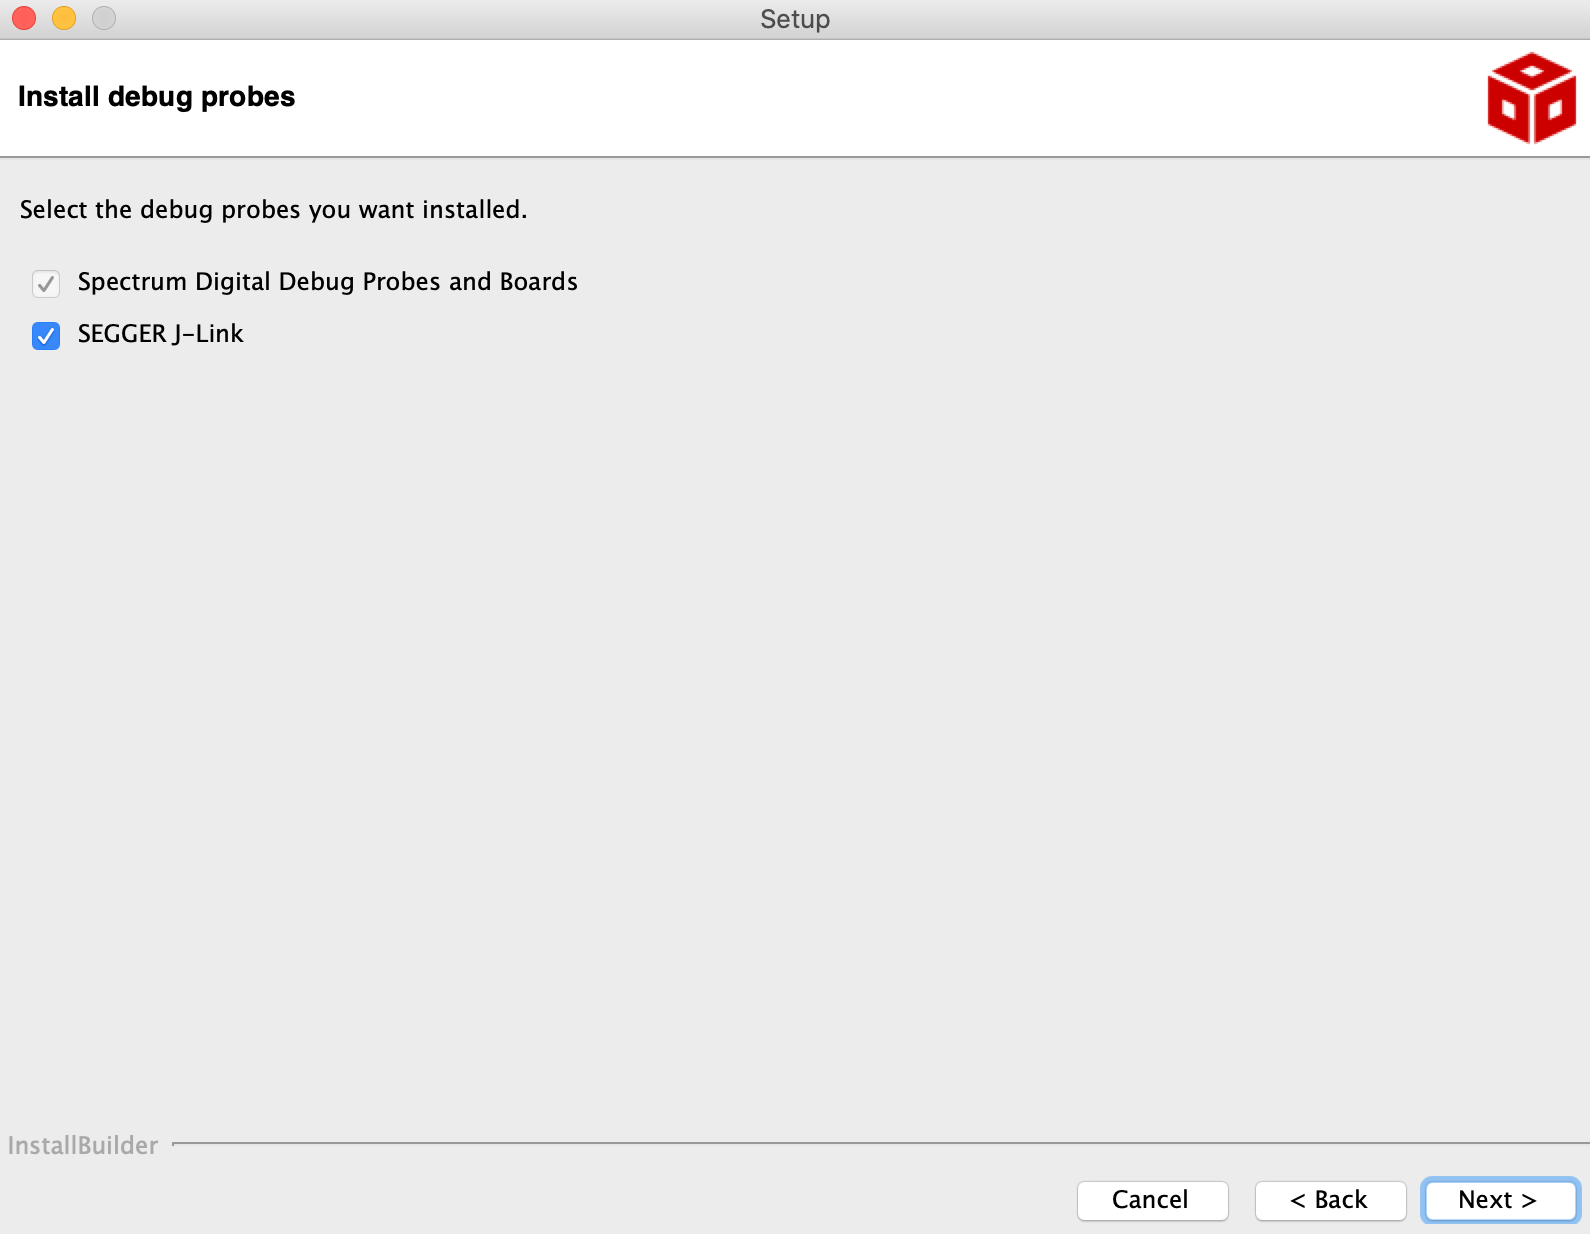 Setup
Install debug probes
Select the debug probes you want installed.
Spectrum Digital Debug Probes and Boards
SEGGER J-Link
InstallBuilder
Cancel
< Back
Next >